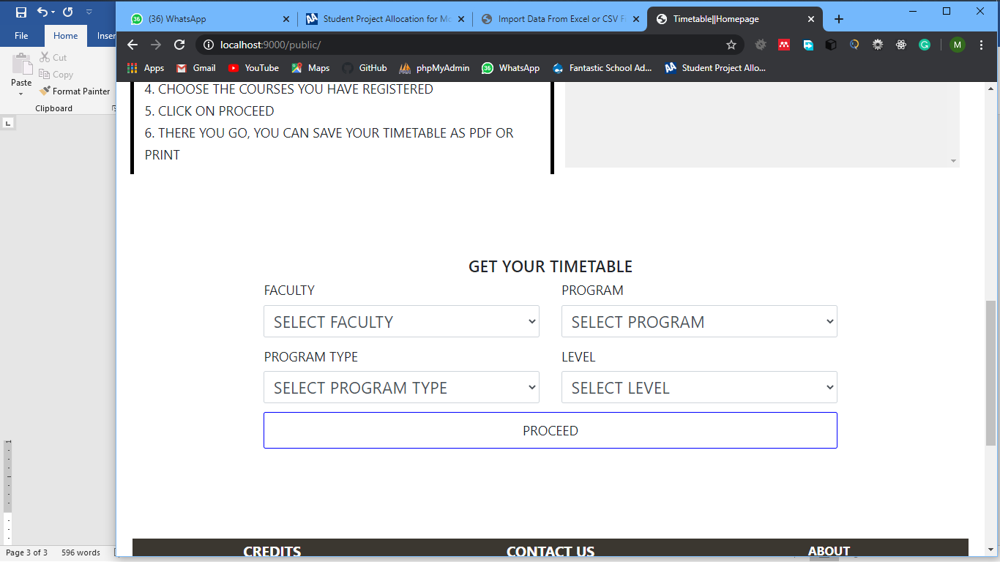 (36) WhatsApp
Student Project Allocation for Mo
Import Data From Excel or CSV Fi
Timetable||Homepage
File
Home
Inser
localhost:9000/public/
M
Cut
Copy
Paste
Format Painter
Clipboard
Apps
Gmail
YouTube
Maps
GitHub
phpMyAdmin
WhatsApp
Fantastic School Ad...
Student Project Allo...
4. CHOOSE THE COURSES YOU HAVE REGISTERED
5. CLICK ON PROCEED
6. THERE YOU GO, YOU CAN SAVE YOUR TIMETABLE AS PDF OR
PRINT
GET YOUR TIMETABLE
FACULTY
PROGRAM
SELECT FACULTY
SELECT PROGRAM
PROGRAM TYPE
LEVEL
SELECT PROGRAM TYPE
SELECT LEVEL
PROCEED
CREDITS
CONTACT US
ABOUT
Page 3 of 3
596 words